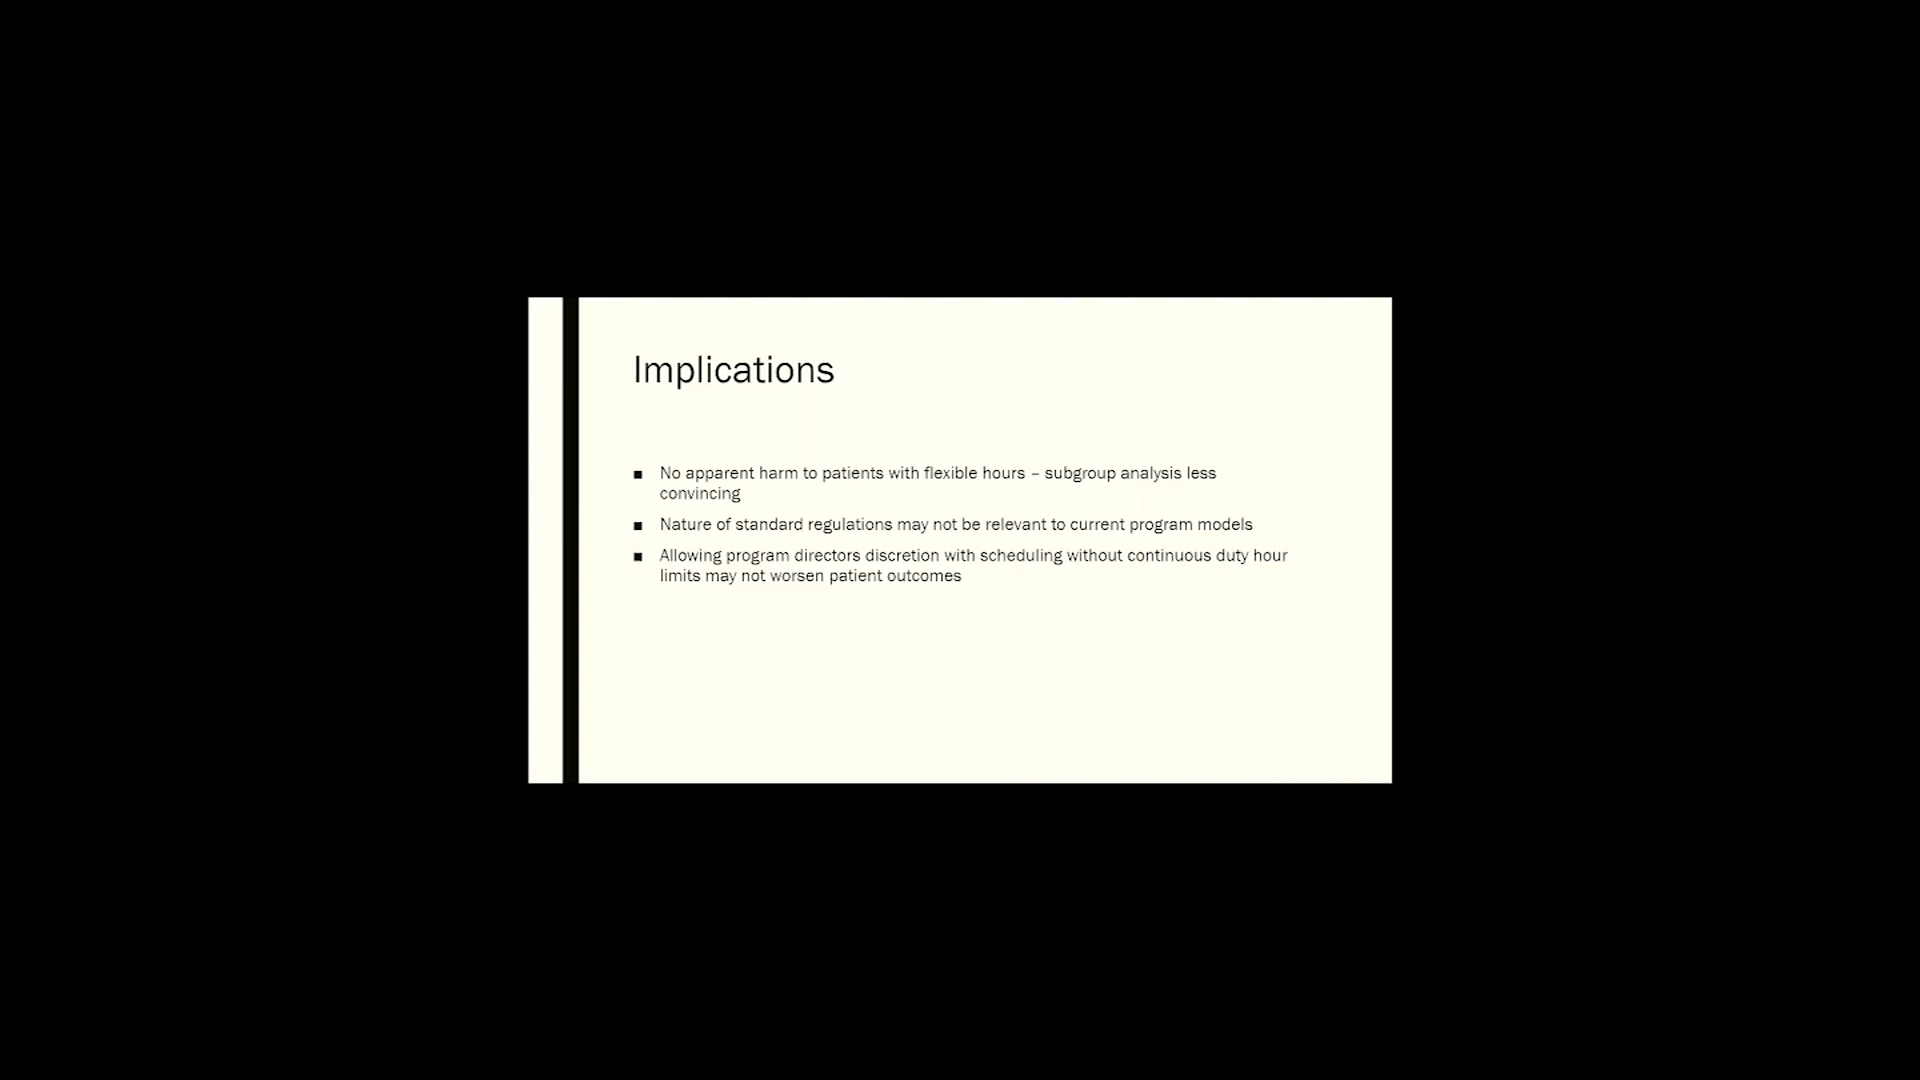 Implications
■ No apparent harm to patients with flexible hours – subgroup analysis less
convincing
■ Nature of standard regulations may not be relevant to current program models
■ Allowing program directors discretion with scheduling without continuous duty hour
limits may not worsen patient outcomes